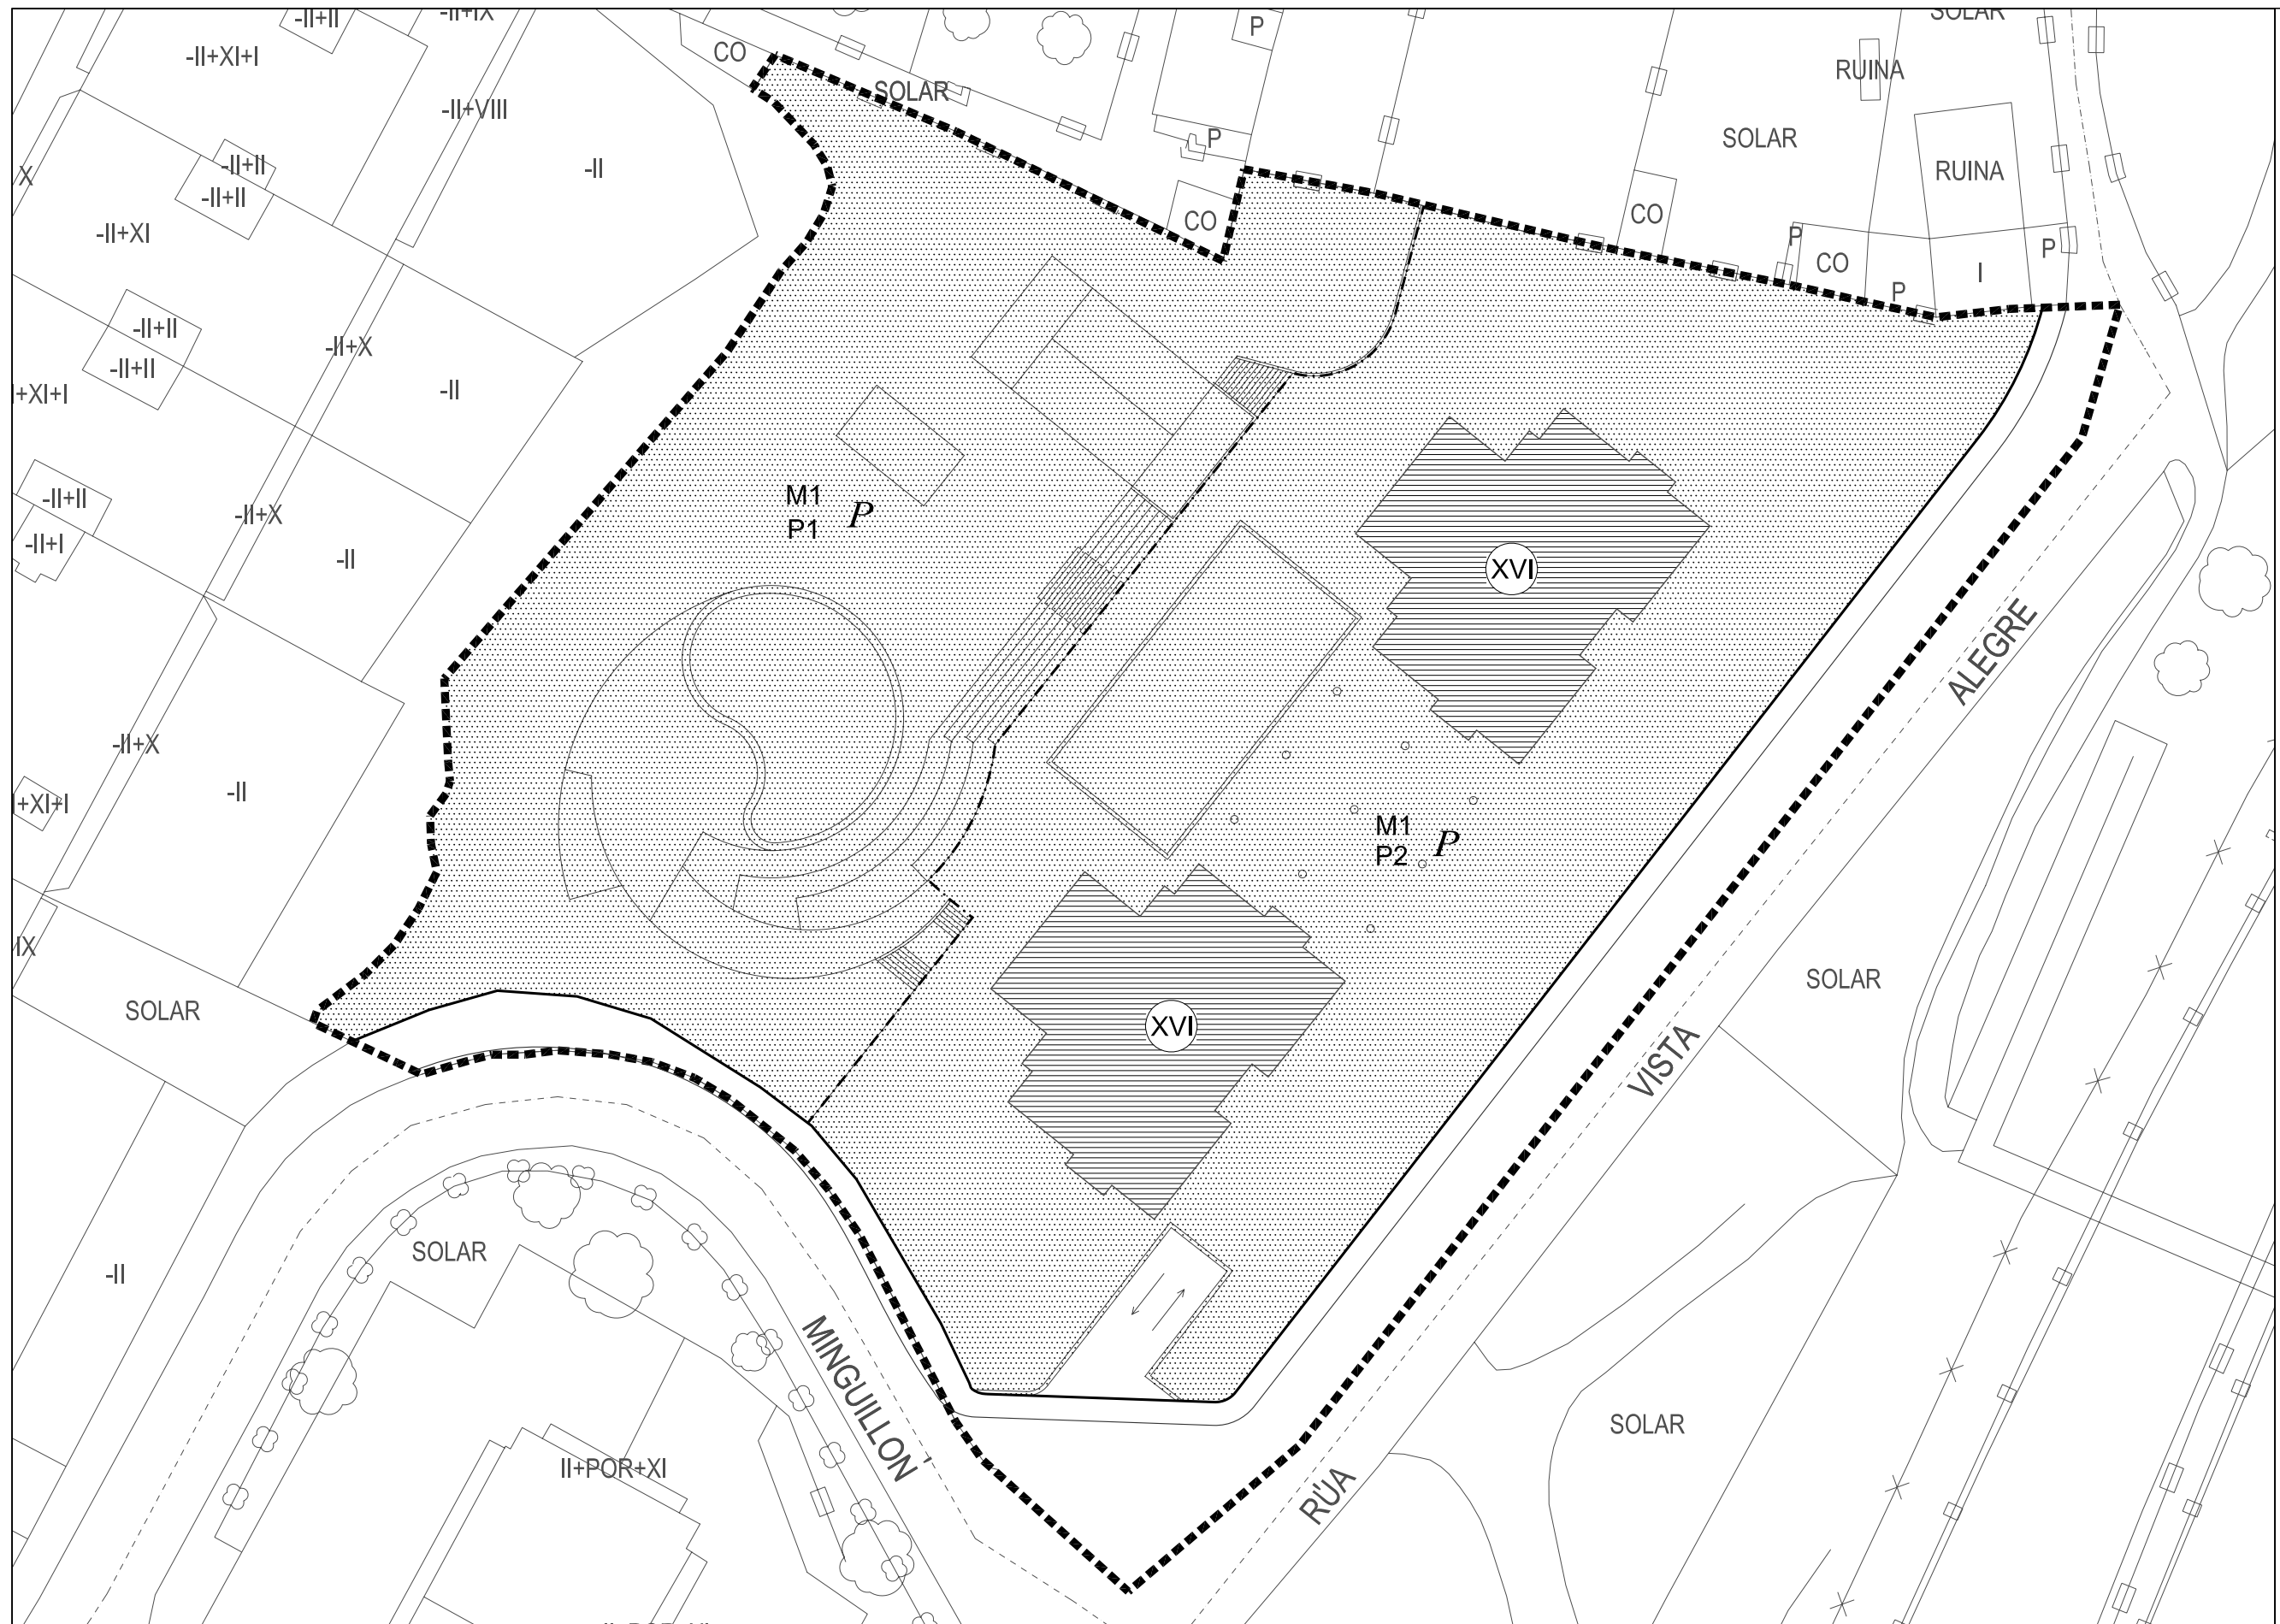 -II+II
-II+IX
-II+XI+I
CO
P
SOLAR
-II+VIII
SOLAR
RUINA
P
SOLAR
-II
-II+II
-II+II
X
RUINA
-II+XI
CO
CO
P
P
CO
P
I
-II+II
-II+II
-II+X
-II
I+XI+I
M1
P1
P
-II+II
-II+X
-II+I
-II
XVI
ALEGRE
-II+X
-II
I+XI+I
M1
P2
P
IX
SOLAR
SOLAR
XVI
VISTA
SOLAR
-II
MINGUILLÓN
SOLAR
II+POR+XI
RÚA